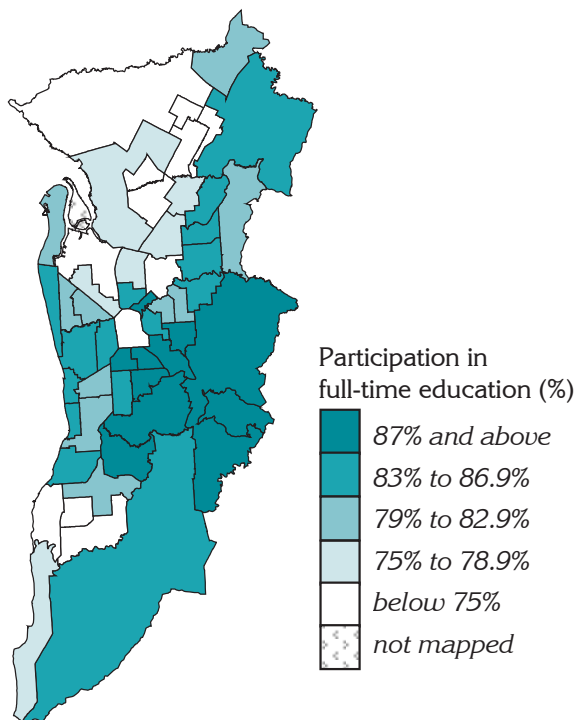 Participation in
full-time education (%)
87% and above
83% to 86.9%
79% to 82.9%
75% to 78.9%
below 75%
not mapped